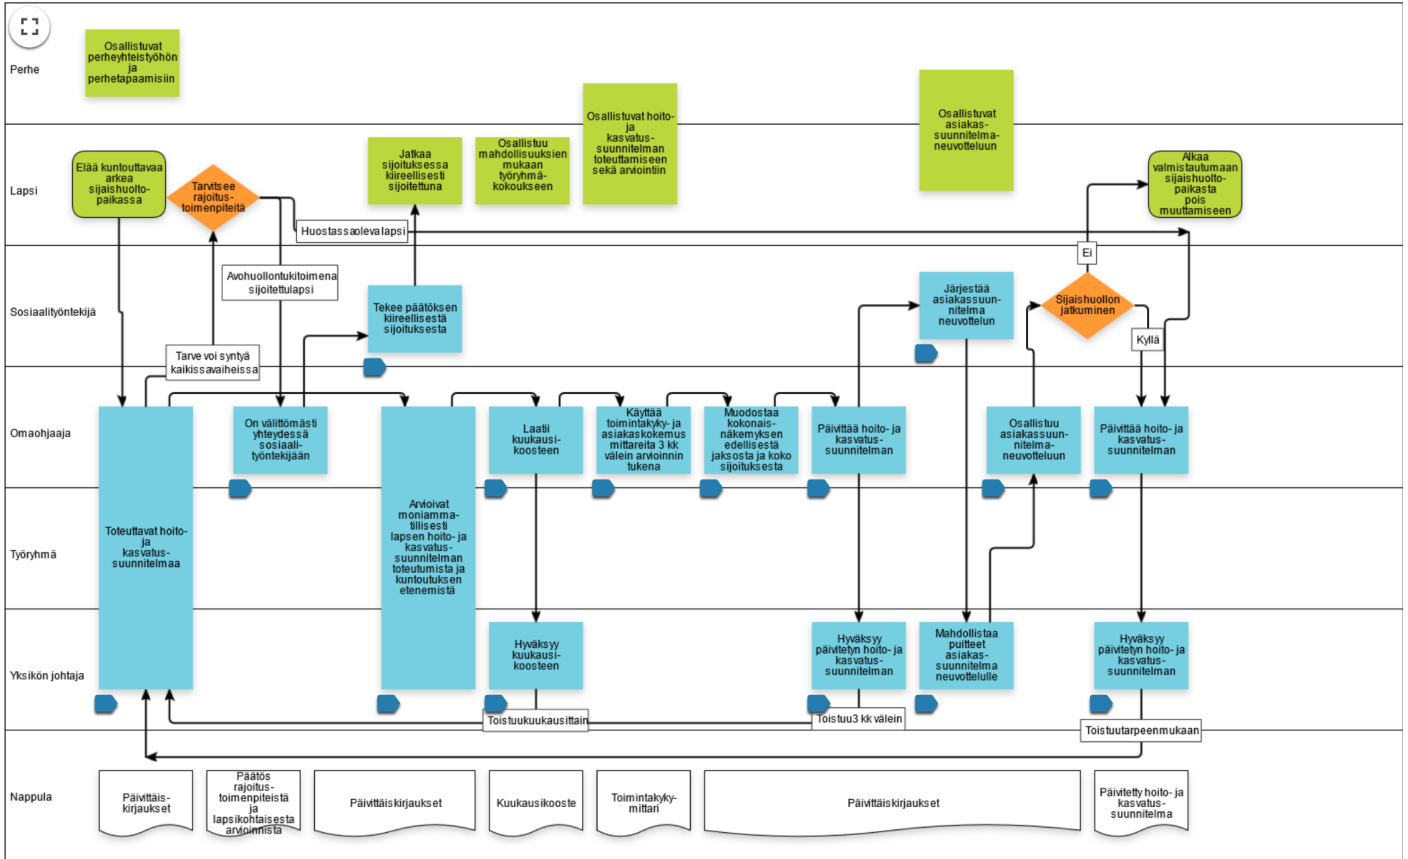 Perhe
Osallistuvat
perheyhteistyöhön
ja
perhetapaamisiin
Osallistuvat hoito-
ja
kasvatus-
suunnitelman
toteuttamiseen
sekä arviointiin
Osallistuvat
asiakas-
suunnitelma-
neuvotteluun
Lapsi
Elää kuntouttavaa
arkea
sijaishuolto-
paikassa
Tarvitsee
rajoitus-
toimenpiteitä
Jatkaa
sijoituksessa
kiireellisesti
sijoitettuna
Osallistuu
mahdollisuuksien
mukaan
työryhmä-
kokoukseen
Alkaa
valmistautumaan
sijaishuolto-
paikasta
pois
muuttamiseen
Huostassaolevalapsi
Ei
Sosiaalityöntekijä
Avohuollontukitoimena
sijoitettulapsi
Tekee päätöksen
kiireellisestä
sijoituksesta
Järjestää
asiakassuun-
nitelma
neuvottelun
Sijaishuollon
jatkuminen
Kyllä
Tarve voi syntyä
kaikissavaiheissa
Omaohjaaja
On välittömästi
yhteydessä
sosiaali-
työntekijään
Laatii
kuukausi-
koosteen
Käyttää
toimintakyky- ja
asiakaskokemus
mittareita 3 kk
välein arvioinnin
tukena
Muodostaa
kokonais-
näkemyksen
edellisestä
jaksosta ja koko
sijoituksesta
Päivittää hoito- ja
kasvatus-
suunnitelman
Osallistuu
asiakassuun-
nitelma-
neuvotteluun
Päivittää hoito- ja
kasvatus-
suunnitelman
Työryhmä
Toteuttavat hoito-
ja
kasvatus-
suunnitelmaa
Arvioivat
moniamma-
tillisesti
lapsen hoito- ja
kasvatus-
suunnitelman
toteutumista ja
kuntoutuksen
etenemistä
Yksikön johtaja
Hyväksyy
kuukausi-
koosteen
Hyväksyy
päivitetyn hoito- ja
kasvatus-
suunnitelman
Mahdollistaa
puitteet
asiakas-
suunnitelma
neuvottelulle
Hyväksyy
päivitetyn hoito- ja
kasvatus-
suunnitelman
Toistuukuukausittain
Toistuu3 kk välein
Toistuutarpeenmukaan
Nappula
Päivittäis-
kirjaukset
Päätös
rajoitus-
toimenpiteistä
ja
lapsikohtaisesta
arvioinnista
Päivittäiskirjaukset
Kuukausikooste
Toimintakyky-
mittari
Päivittäiskirjaukset
Päivitetty hoito- ja
kasvatus-
suunnitelma